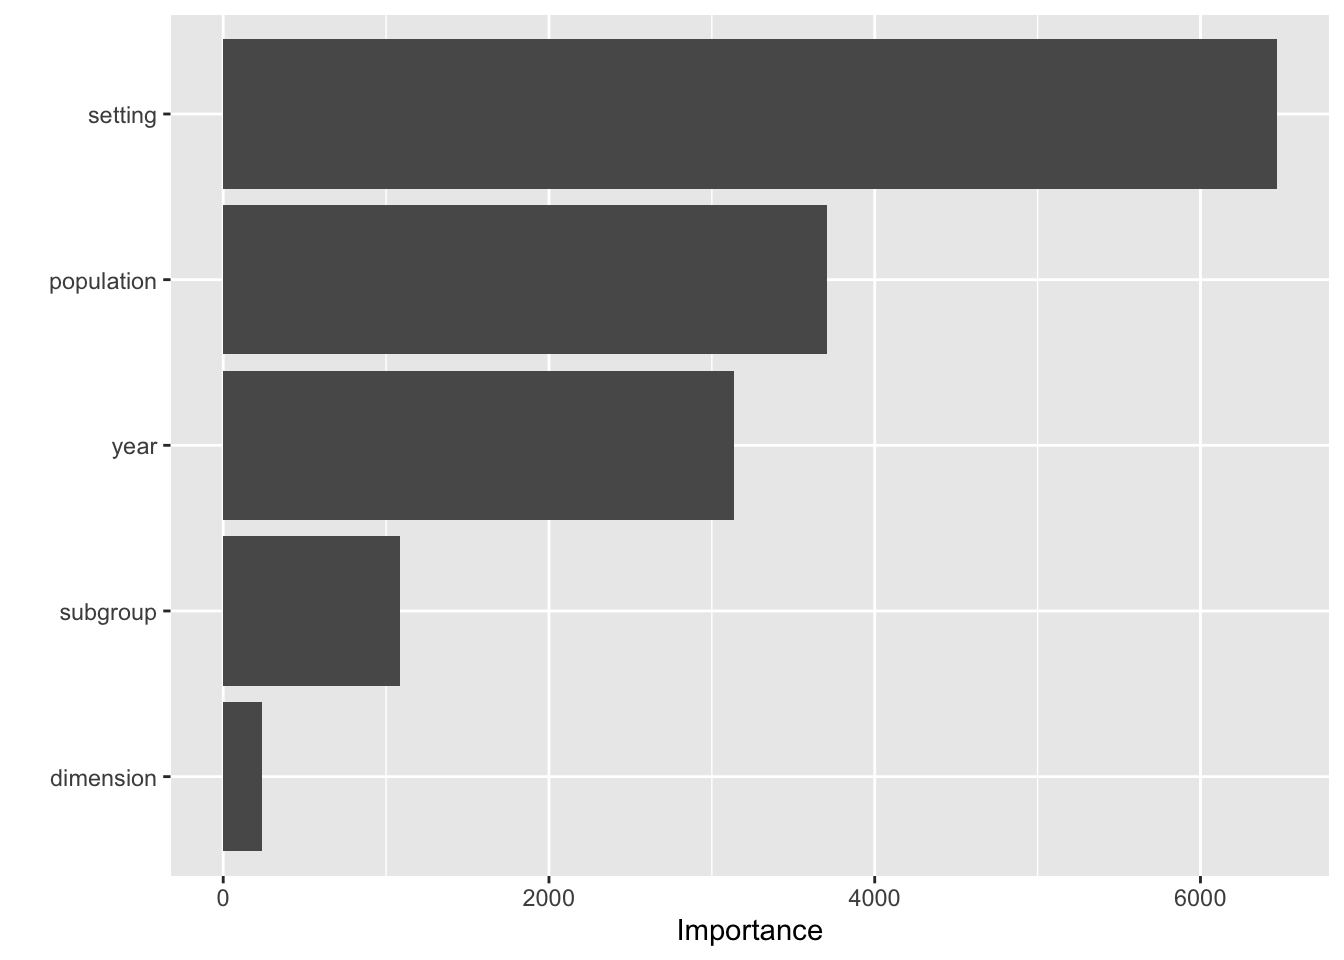 setting
population
year
subgroup
dimension
0 2000 4000 6000
Importance